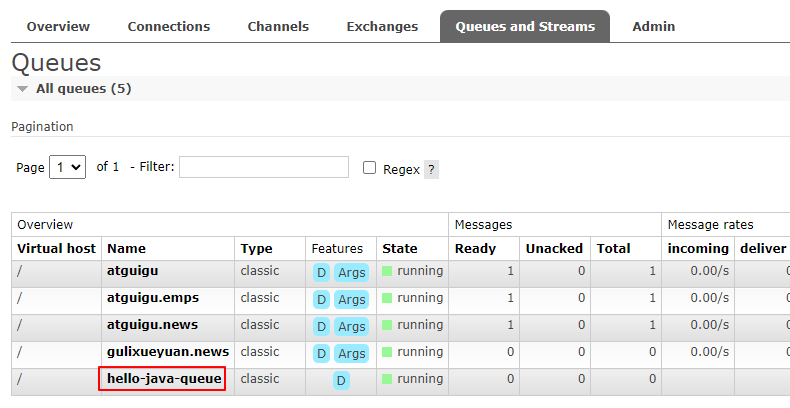 Overview Connections Channels Exchanges Queues and Streams Admin
Queues
All queues (5)
Pagination
Page 1 of 1 - Filter: Regex ?
Overview Messages Message rates
Virtual host Name Type Features State Ready Unacked Total incoming deliver
/ atguigu classic D Args running 1 0 1 0.00/s 0
/ atguigu.emps classic D Args running 1 0 1 0.00/s 0
/ atguigu.news classic D Args running 1 0 1 0.00/s 0
/ gulixueyuan.news classic D Args running 0 0 0 0.00/s 0
/ hello-java-queue classic D running 0 0 0